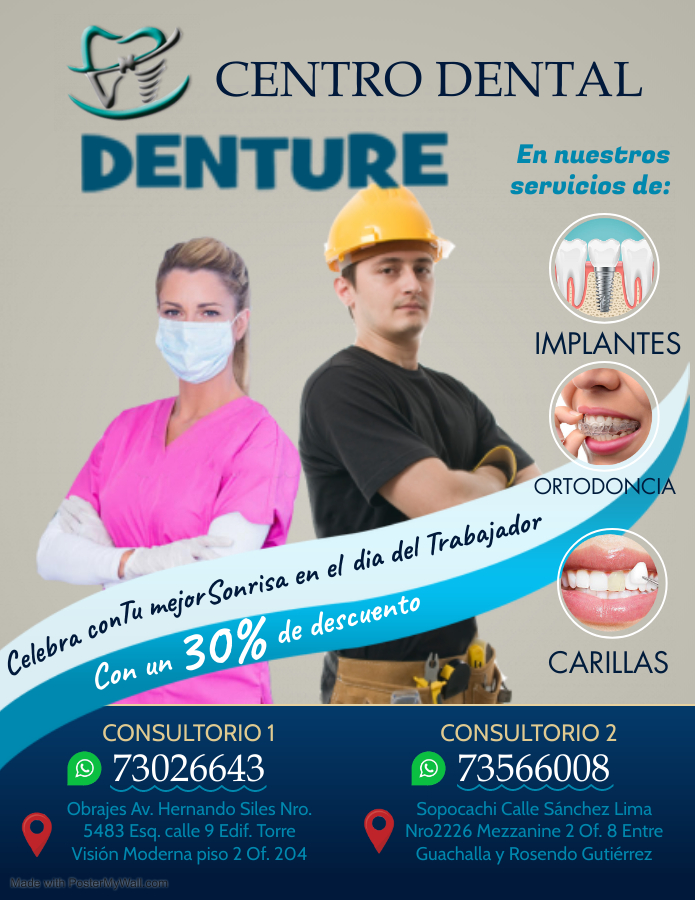 CENTRO DENTAL
DENTURE
En nuestros
servicios de:
IMPLANTES
ORTODONCIA
CARILLAS
Celebra conTu mejorSonrisa en el dia del Trabajador
Con un 30% de descuento
CONSULTORIO 1
73026643
Obrajes Av. Hernando Siles Nro.
5483 Esq. calle 9 Edif. Torre
Visión Moderna piso 2 Of. 204
CONSULTORIO 2
73566008
Sopocachi Calle Sánchez Lima
Nro2226 Mezzanine 2 Of. 8 Entre
Guachalla y Rosendo Gutiérrez
Made with PosterMyWall.com